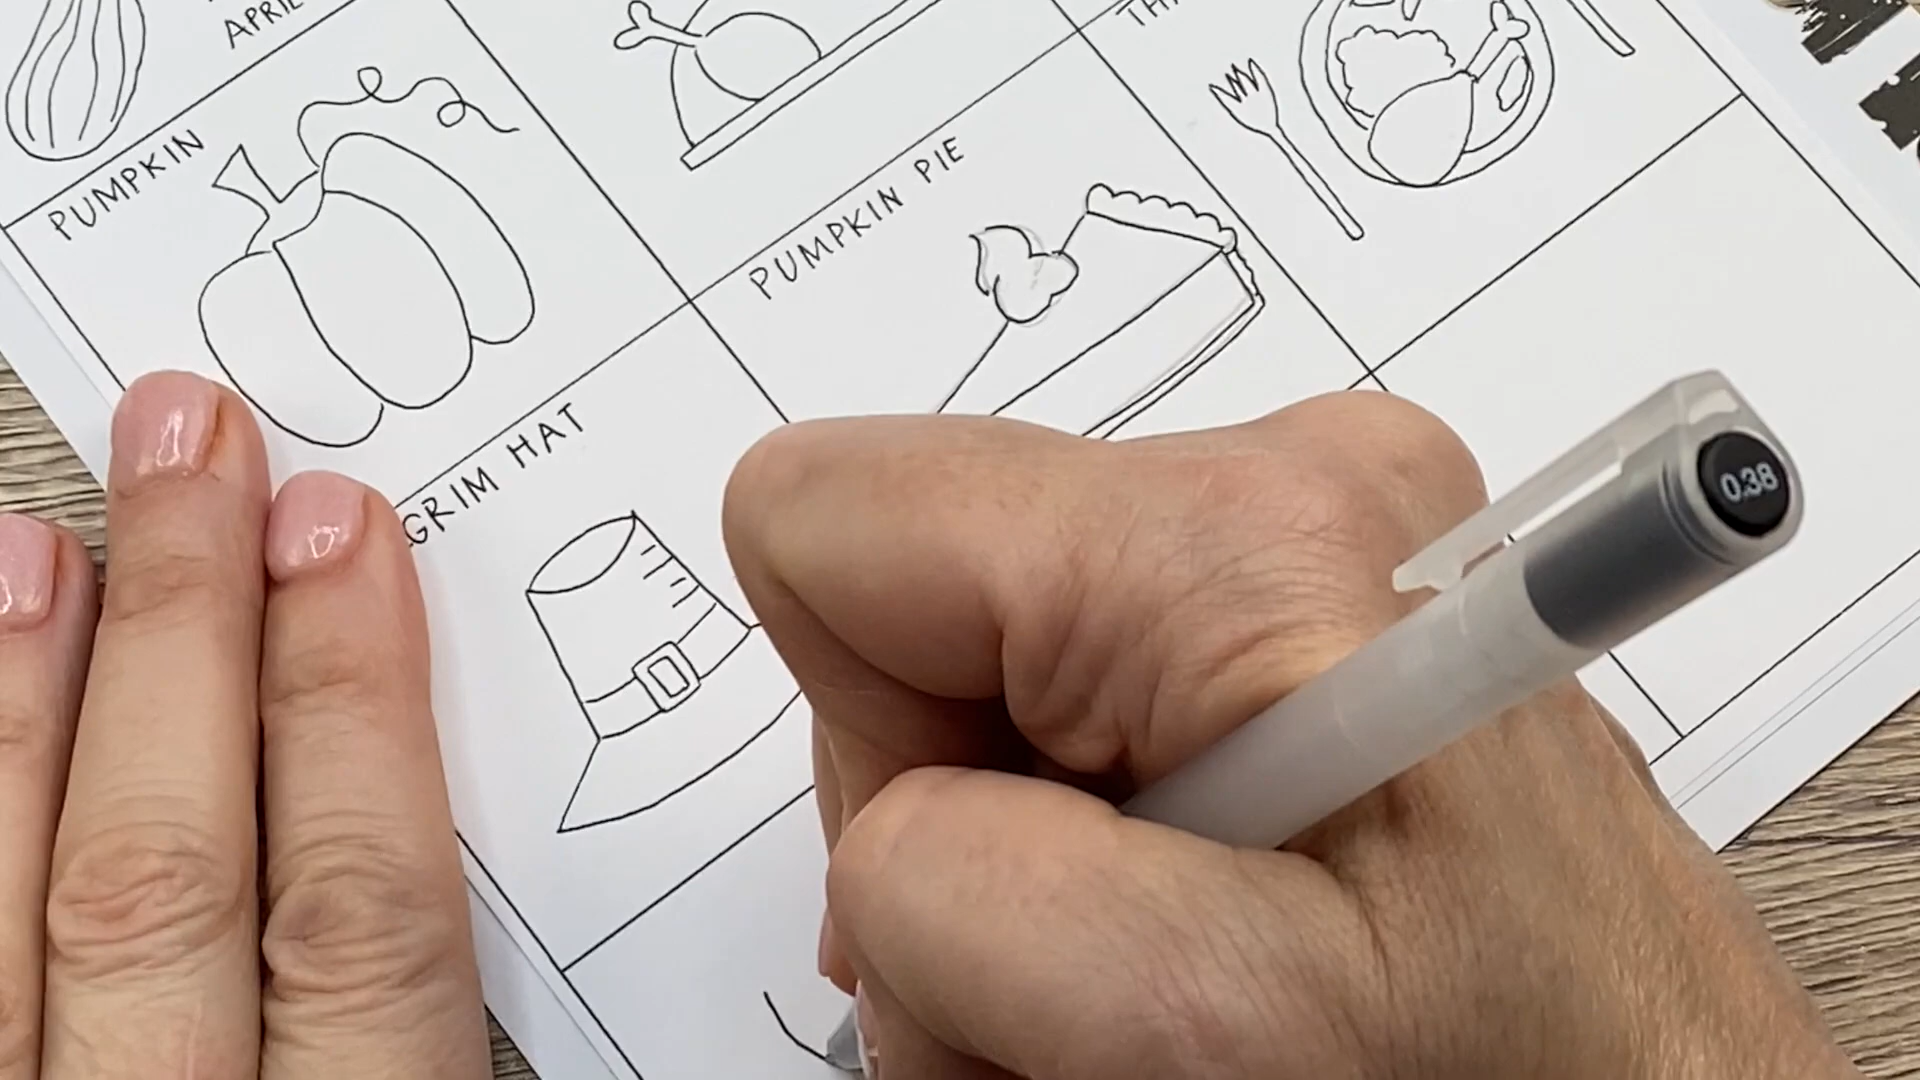 APRIL
PUMPKIN
PUMPKIN PIE
GRIM HAT
0.38